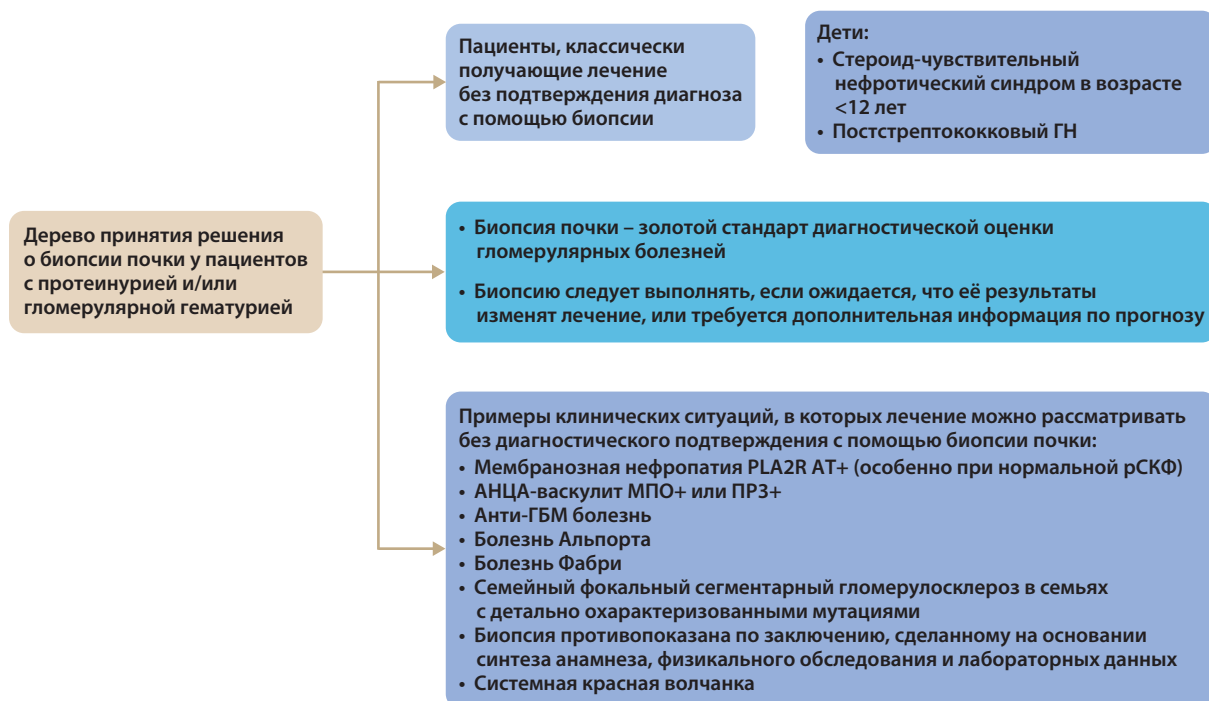 Дерево принятия решения
о биопсии почки у пациентов
с протеинурией и/или
гломерулярной гематурией
Пациенты, классически
получающие лечение
без подтверждения диагноза
с помощью биопсии
Дети:
• Стероид-чувствительный
нефротический синдром в возрасте
<12 лет
• Постстрептококковый ГН
• Биопсия почки – золотой стандарт диагностической оценки
гломерулярных болезней
• Биопсию следует выполнять, если ожидается, что её результаты
изменят лечение, или требуется дополнительная информация по прогнозу
Примеры клинических ситуаций, в которых лечение можно рассматривать
без диагностического подтверждения с помощью биопсии почки:
• Мембранозная нефропатия PLA2R АТ+ (особенно при нормальной рСКФ)
• АНЦА-васкулит МПО+ или ПР3+
• Анти-ГБМ болезнь
• Болезнь Альпорта
• Болезнь Фабри
• Семейный фокальный сегментарный гломерулосклероз в семьях
с детально охарактеризованными мутациями
• Биопсия противопоказана по заключению, сделанному на основании
синтеза анамнеза, физикального обследования и лабораторных данных
• Системная красная волчанка